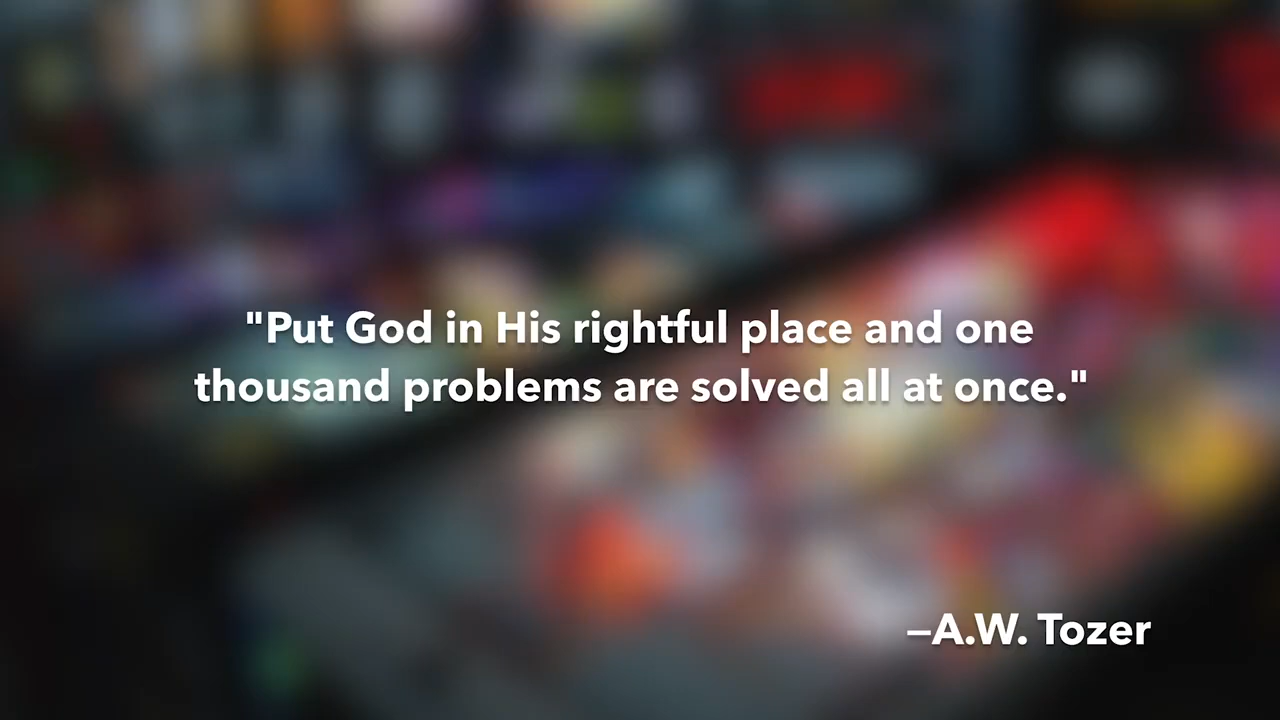 "Put God in His rightful place and one
thousand problems are solved all at once."
—A.W. Tozer